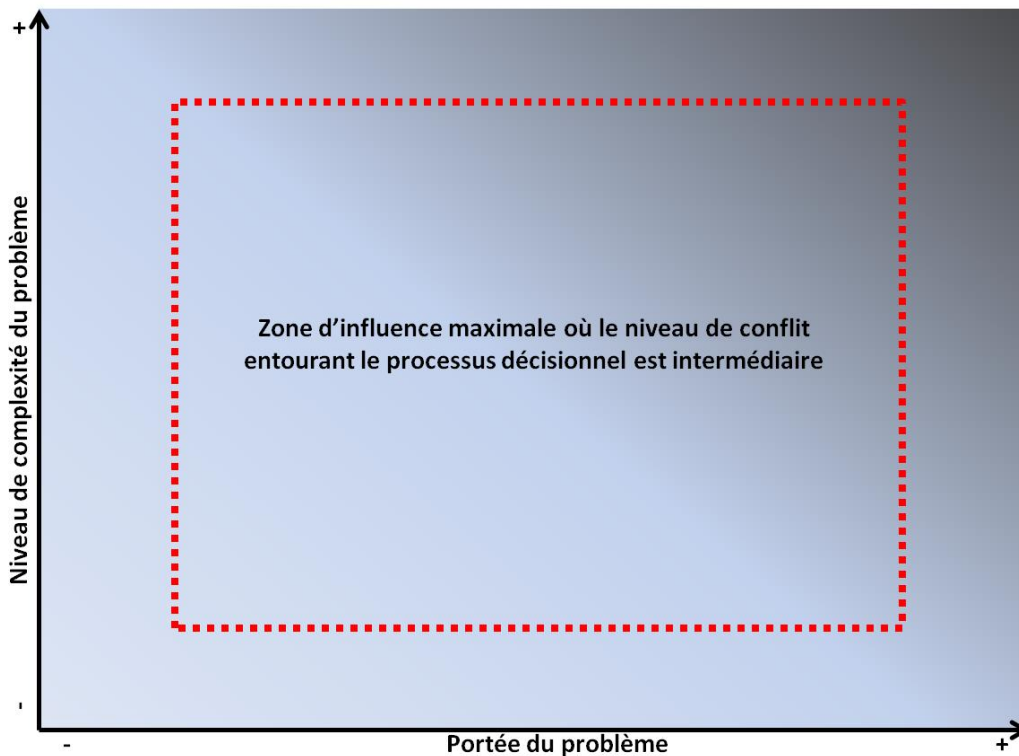 +
Niveau de complexité du problème
Zone d'influence maximale où le niveau de conflit
entourant le processus décisionnel est intermédiaire
-
-
Portée du problème
+